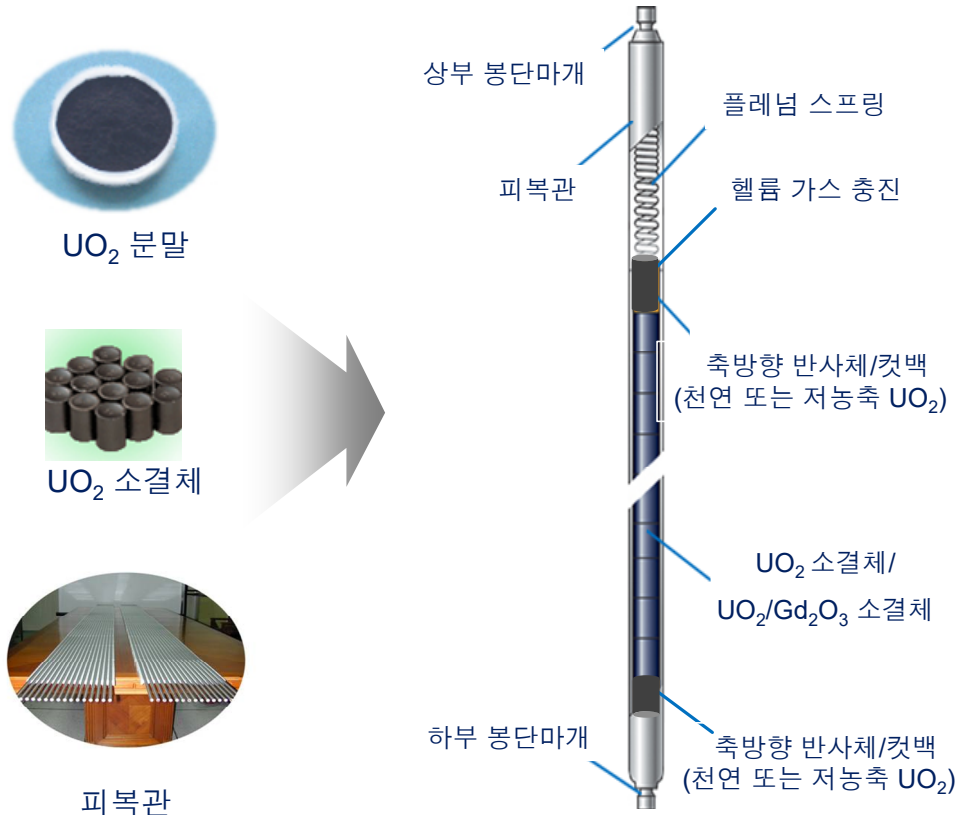 상부 봉단마개
플레넘 스프링
피복관
헬륨 가스 충진
UO₂ 분말
축방향 반사체/컷백
(천연 또는 저농축 UO₂)
UO₂ 소결체
UO₂ 소결체/
UO₂/Gd₂O₃ 소결체
하부 봉단마개
축방향 반사체/컷백
(천연 또는 저농축 UO₂)
피복관